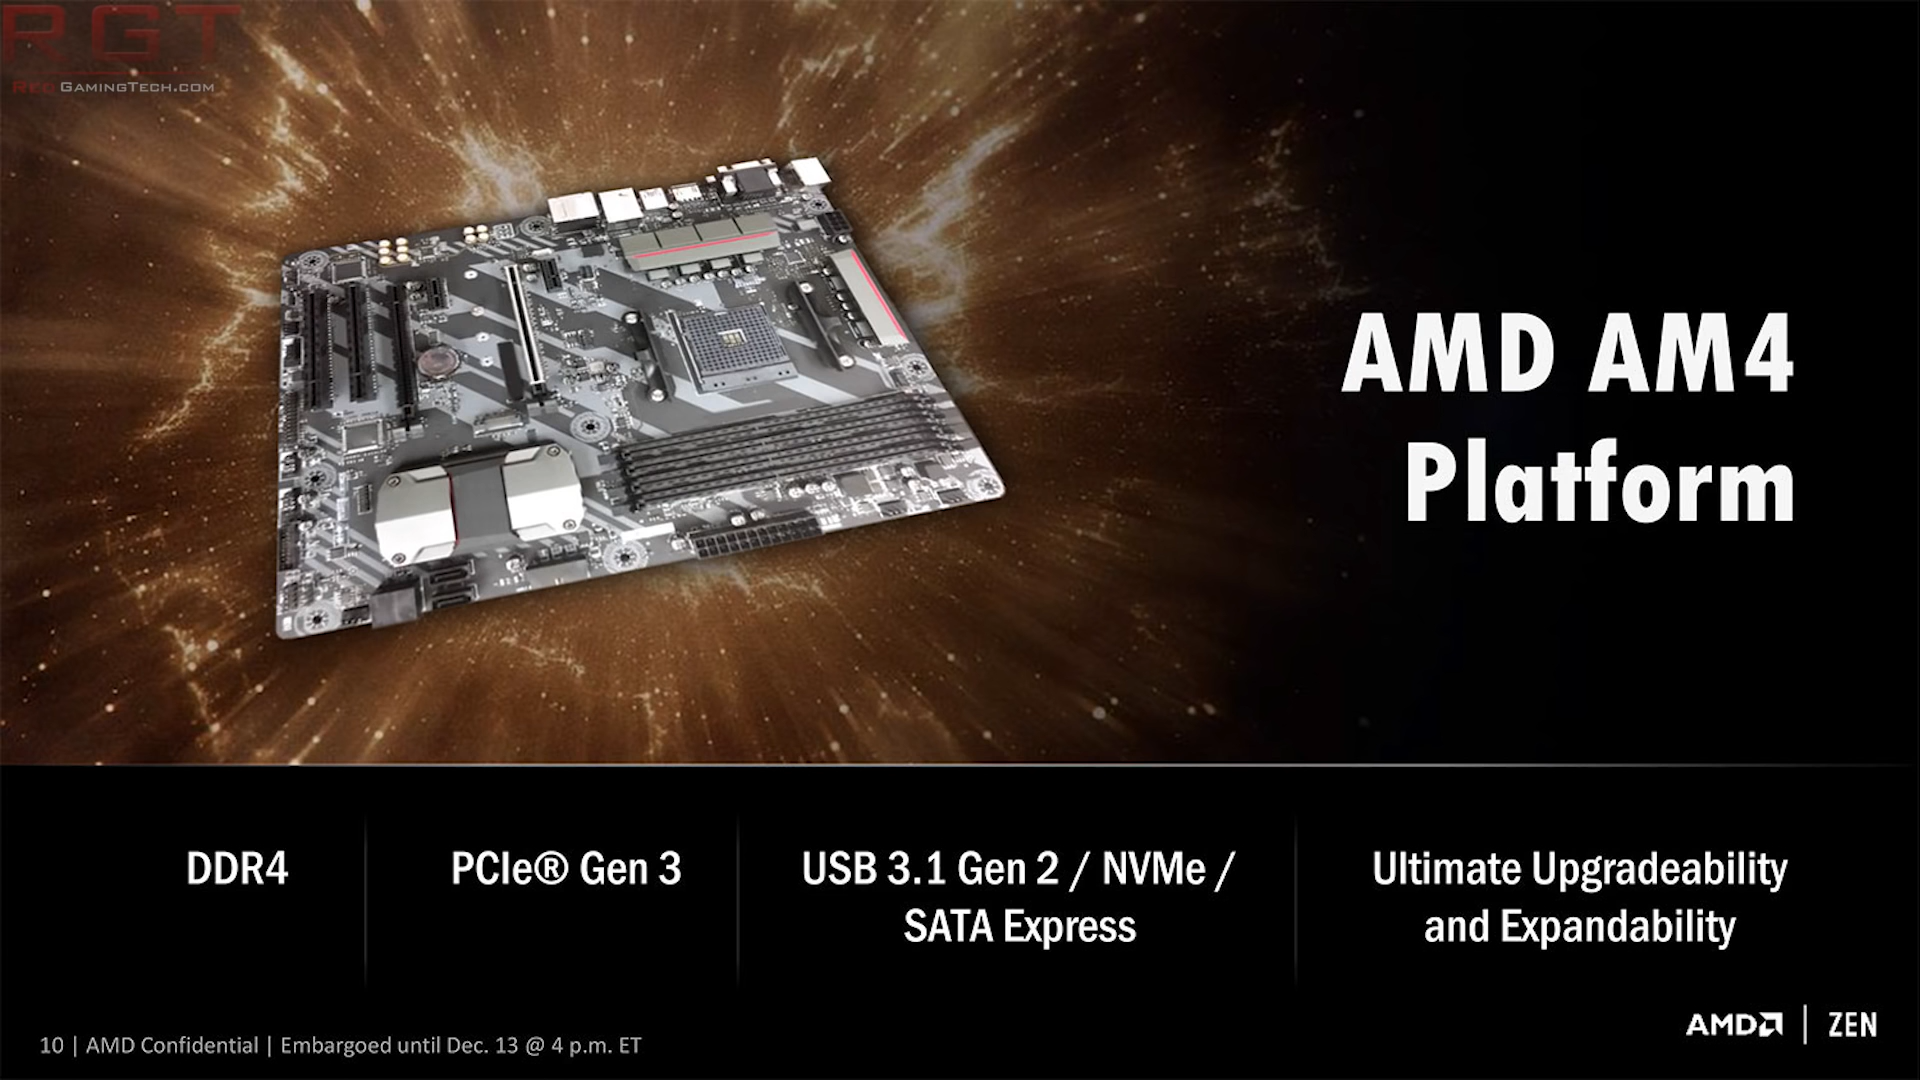 RGT
RedGamingTech.com
AMD AM4
Platform
DDR4
PCIe® Gen 3
USB 3.1 Gen 2 / NVMe /
SATA Express
Ultimate Upgradeability
and Expandability
10 | AMD Confidential | Embargoed until Dec. 13 @ 4 p.m. ET
AMD | ZEN